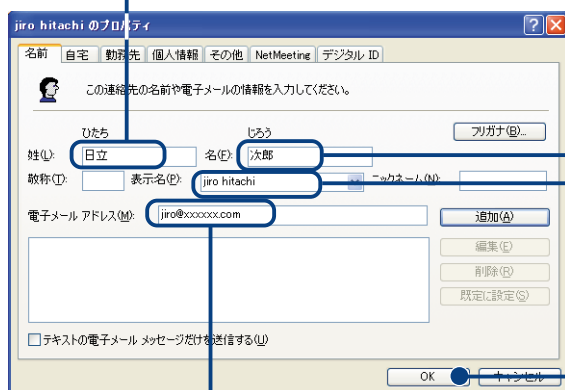 jiro hitachi のプロパティ
名前 自宅 勤務先 個人情報 その他 NetMeeting デジタル ID
この連絡先の名前や電子メールの情報を入力してください。
ひたち じろう フリガナ(B)...
姓(L): 日立 名(F): 次郎
敬称(T): 表示名(P): jiro hitachi ニックネーム(N):
電子メール アドレス(M): jiro@xxxxxx.com 追加(A)
編集(E)
削除(R)
既定に設定(S)
テキストの電子メール メッセージだけを送信する(U)
OK キャンセル